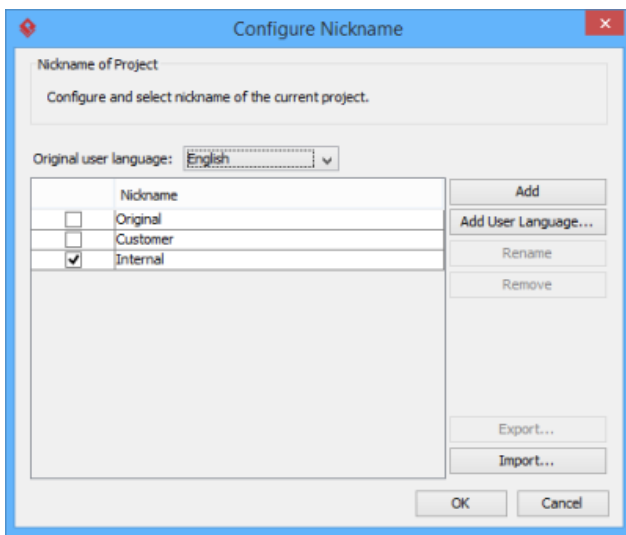 Configure Nickname
Nickname of Project
Configure and select nickname of the current project.
Original user language: English
Nickname
Add
Original
Add User Language...
Customer
Internal
Rename
Remove
Export...
Import...
OK
Cancel